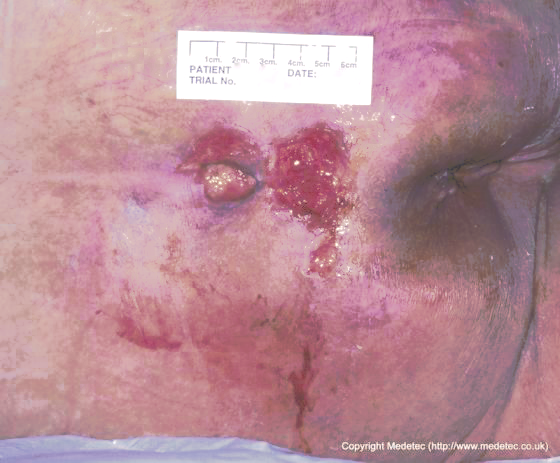 1cm. 2cm. 3cm. 4cm. 5cm 6cm
PATIENT DATE:
TRIAL No.
Copyright Medetec (http://www.medetec.co.uk)